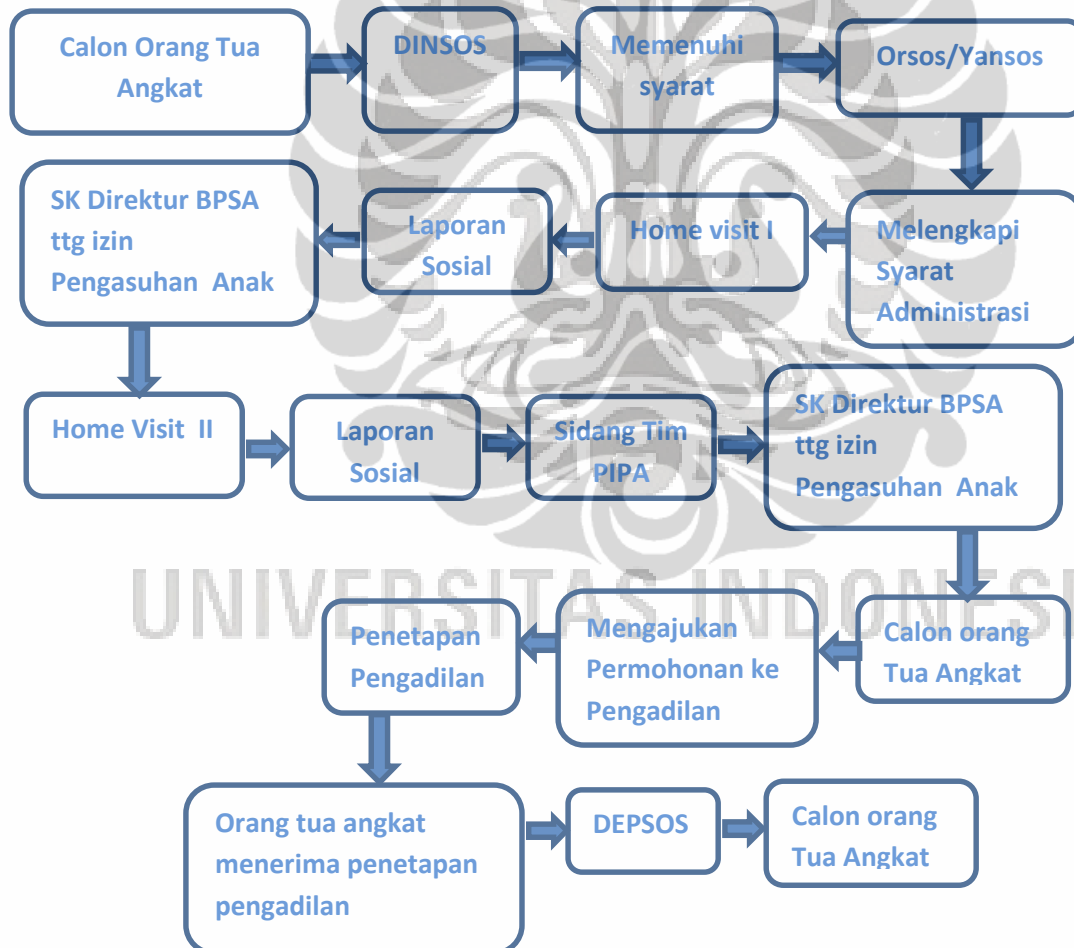 Calon Orang Tua
Angkat
DINSOS
Memenuhi
syarat
Orsos/Yansos
Melengkapi
Syarat
Administrasi
Home visit I
Laporan
Sosial
SK Direktur BPSA
ttg izin
Pengasuhan Anak
Home Visit II
Laporan
Sosial
Sidang Tim
PIPA
SK Direktur BPSA
ttg izin
Pengasuhan Anak
UNIVERSITAS INDONESI
Calon orang
Tua Angkat
Mengajukan
Permohonan ke
Pengadilan
Penetapan
Pengadilan
Orang tua angkat
menerima penetapan
pengadilan
DEPSOS
Calon orang
Tua Angkat